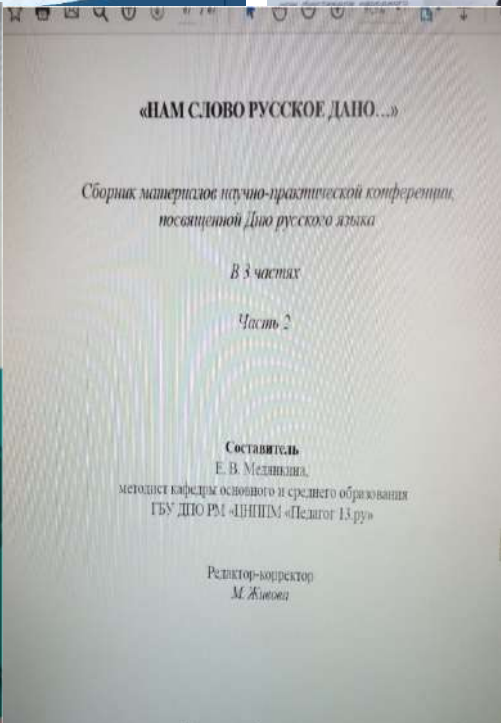 «НАМ СЛОВО РУССКОЕ ДАНО...»
Сборник материалов научно-практической конференции,
посвященной Дню русского языка
В 3 частях
Часть 2
Составитель
Е. В. Медянкина,
методист кафедры основного и среднего образования
ГБУ ДПО РМ «ЦНППМ «Педагог 13.ру»
Редактор-корректор
М. Живова